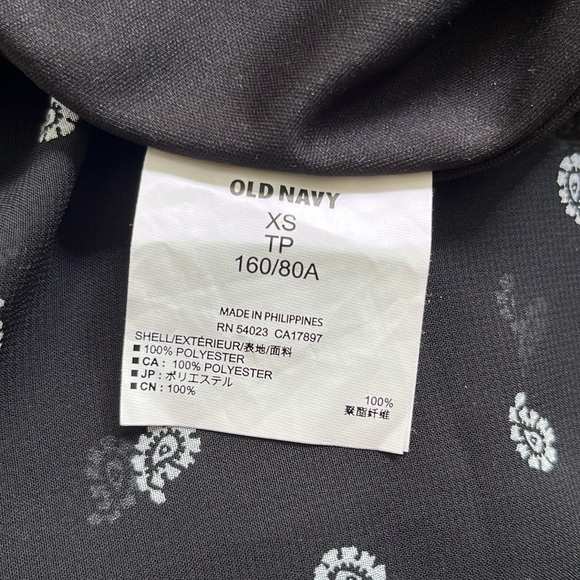 OLD NAVY
XS
TP
160/80A
MADE IN PHILIPPINES
RN 54023 CA17897
SHELL/EXTÉRIEUR/表地/面料
■ 100% POLYESTER
■ CA : 100% POLYESTER
■ JP : ポリエステル 100%
■ CN : 100% 聚酯纤维